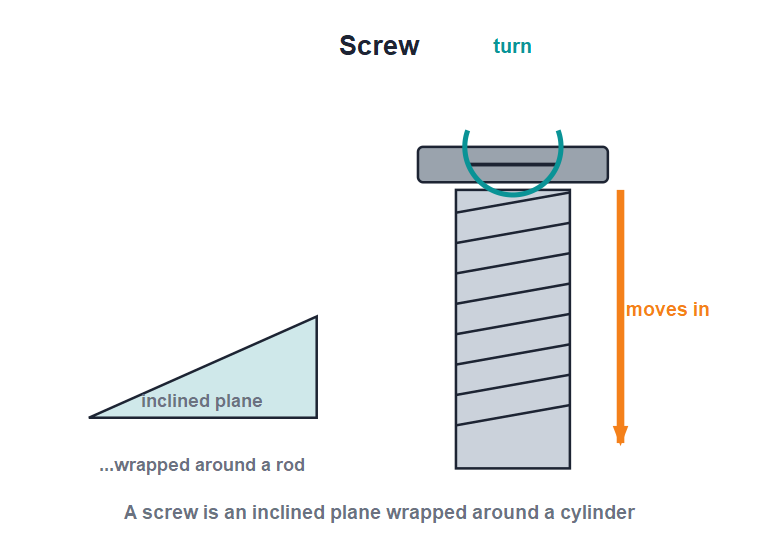 Screw
turn
moves in
inclined plane
...wrapped around a rod
A screw is an inclined plane wrapped around a cylinder